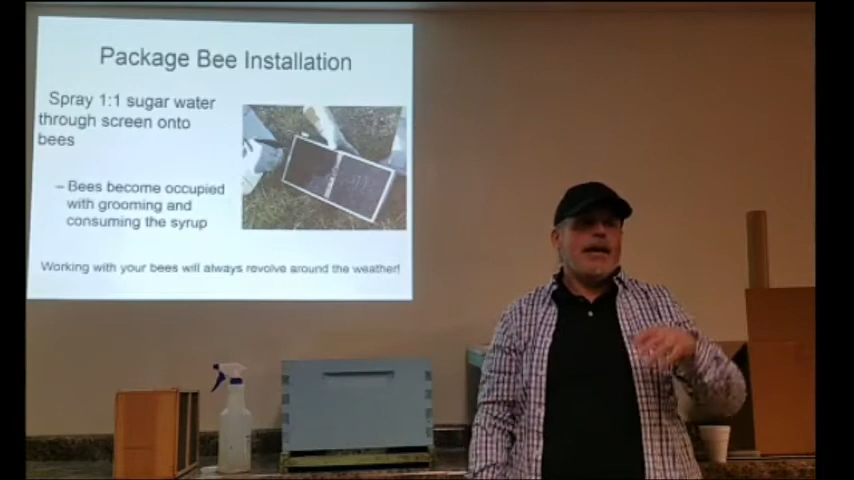 Package Bee Installation
Spray 1:1 sugar water
through screen onto
bees
– Bees become occupied
with grooming and
consuming the syrup
Working with your bees will always revolve around the weather!